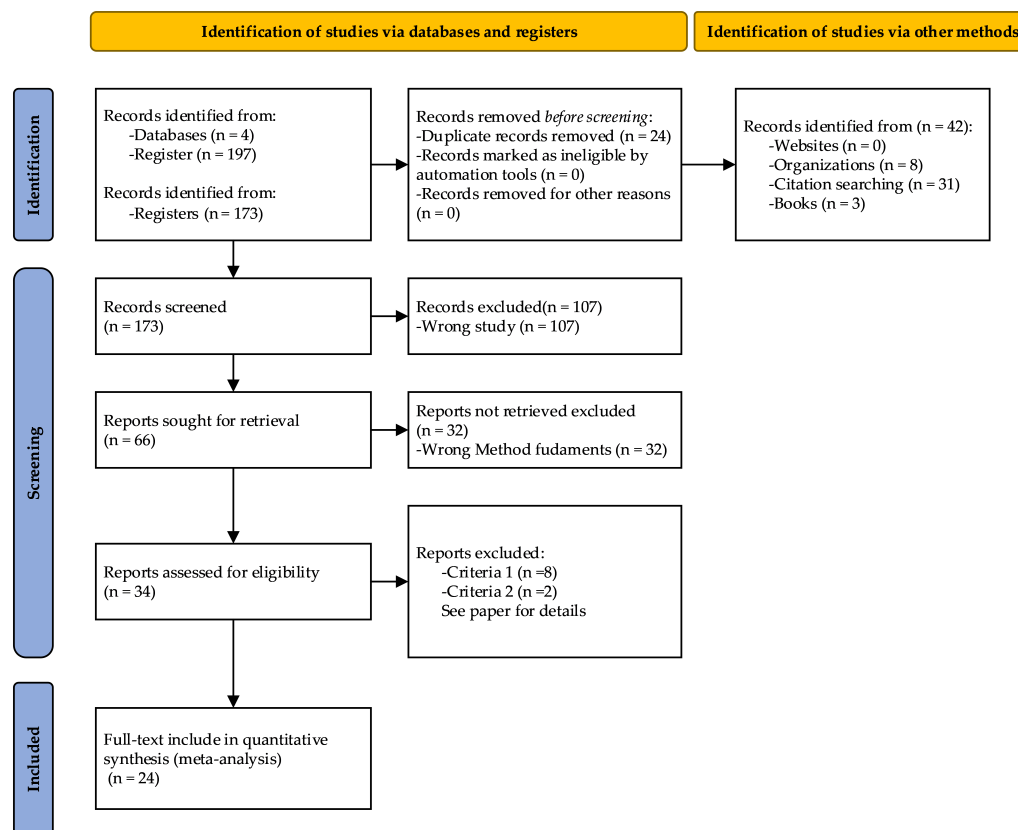 Identification of studies via databases and registers
Identification of studies via other methods
Identification
Records identified from:
-Databases (n = 4)
-Register (n = 197)
Records identified from:
-Registers (n = 173)
Records removed before screening:
-Duplicate records removed (n = 24)
-Records marked as ineligible by
automation tools (n = 0)
-Records removed for other reasons
(n = 0)
Records identified from (n = 42):
-Websites (n = 0)
-Organizations (n = 8)
-Citation searching (n = 31)
-Books (n = 3)
Screening
Records screened
(n = 173)
Records excluded(n = 107)
-Wrong study (n = 107)
Reports sought for retrieval
(n = 66)
Reports not retrieved excluded
(n = 32)
-Wrong Method fudaments (n = 32)
Reports assessed for eligibility
(n = 34)
Reports excluded:
-Criteria 1 (n =8)
-Criteria 2 (n =2)
See paper for details
Included
Full-text include in quantitative
synthesis (meta-analysis)
(n = 24)